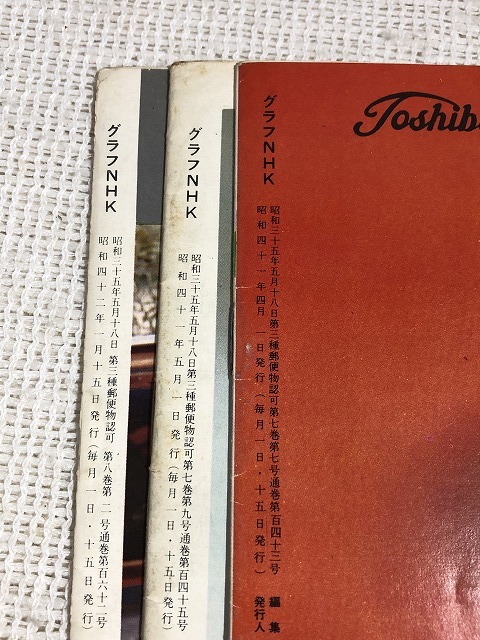 Toshib
グラフNHK
昭和三十五年五月十八日第三種郵便物認可第七巻第七号通巻第百四十三号
昭和四十一年四月一日発行(毎月一日・十五日発行)
編集
発行人
グラフNHK
昭和三十五年五月十八日第三種郵便物認可第七巻第九号通巻第百四十五号
昭和四十一年五月一日発行(毎月一日・十五日発行)
グラフNHK
昭和三十五年五月十八日 第三種郵便物認可 第八巻第二号通巻第百六十二号
昭和四十二年一月十五日発行(毎月一日・十五日発行)